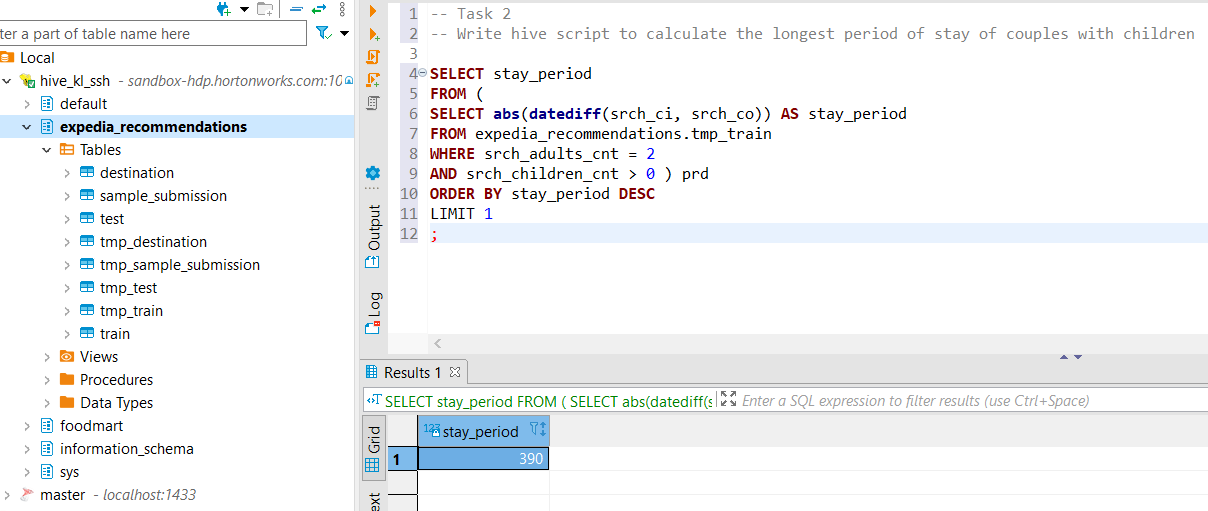 ter a part of table name here
Local
hive_kl_ssh - sandbox-hdp.hortonworks.com:10
default
expedia_recommendations
Tables
destination
sample_submission
test
tmp_destination
tmp_sample_submission
tmp_test
tmp_train
train
Views
Procedures
Data Types
foodmart
information_schema
sys
master - localhost:1433
1 -- Task 2
2 -- Write hive script to calculate the longest period of stay of couples with children
3
4 SELECT stay_period
5 FROM (
6 SELECT abs(datediff(srch_ci, srch_co)) AS stay_period
7 FROM expedia_recommendations.tmp_train
8 WHERE srch_adults_cnt = 2
9 AND srch_children_cnt > 0 ) prd
10 ORDER BY stay_period DESC
11 LIMIT 1
12 ;
Output
Log
Results 1
SELECT stay_period FROM ( SELECT abs(datediff(s
Enter a SQL expression to filter results (use Ctrl+Space)
Grid
ext
123 stay_period
1 390